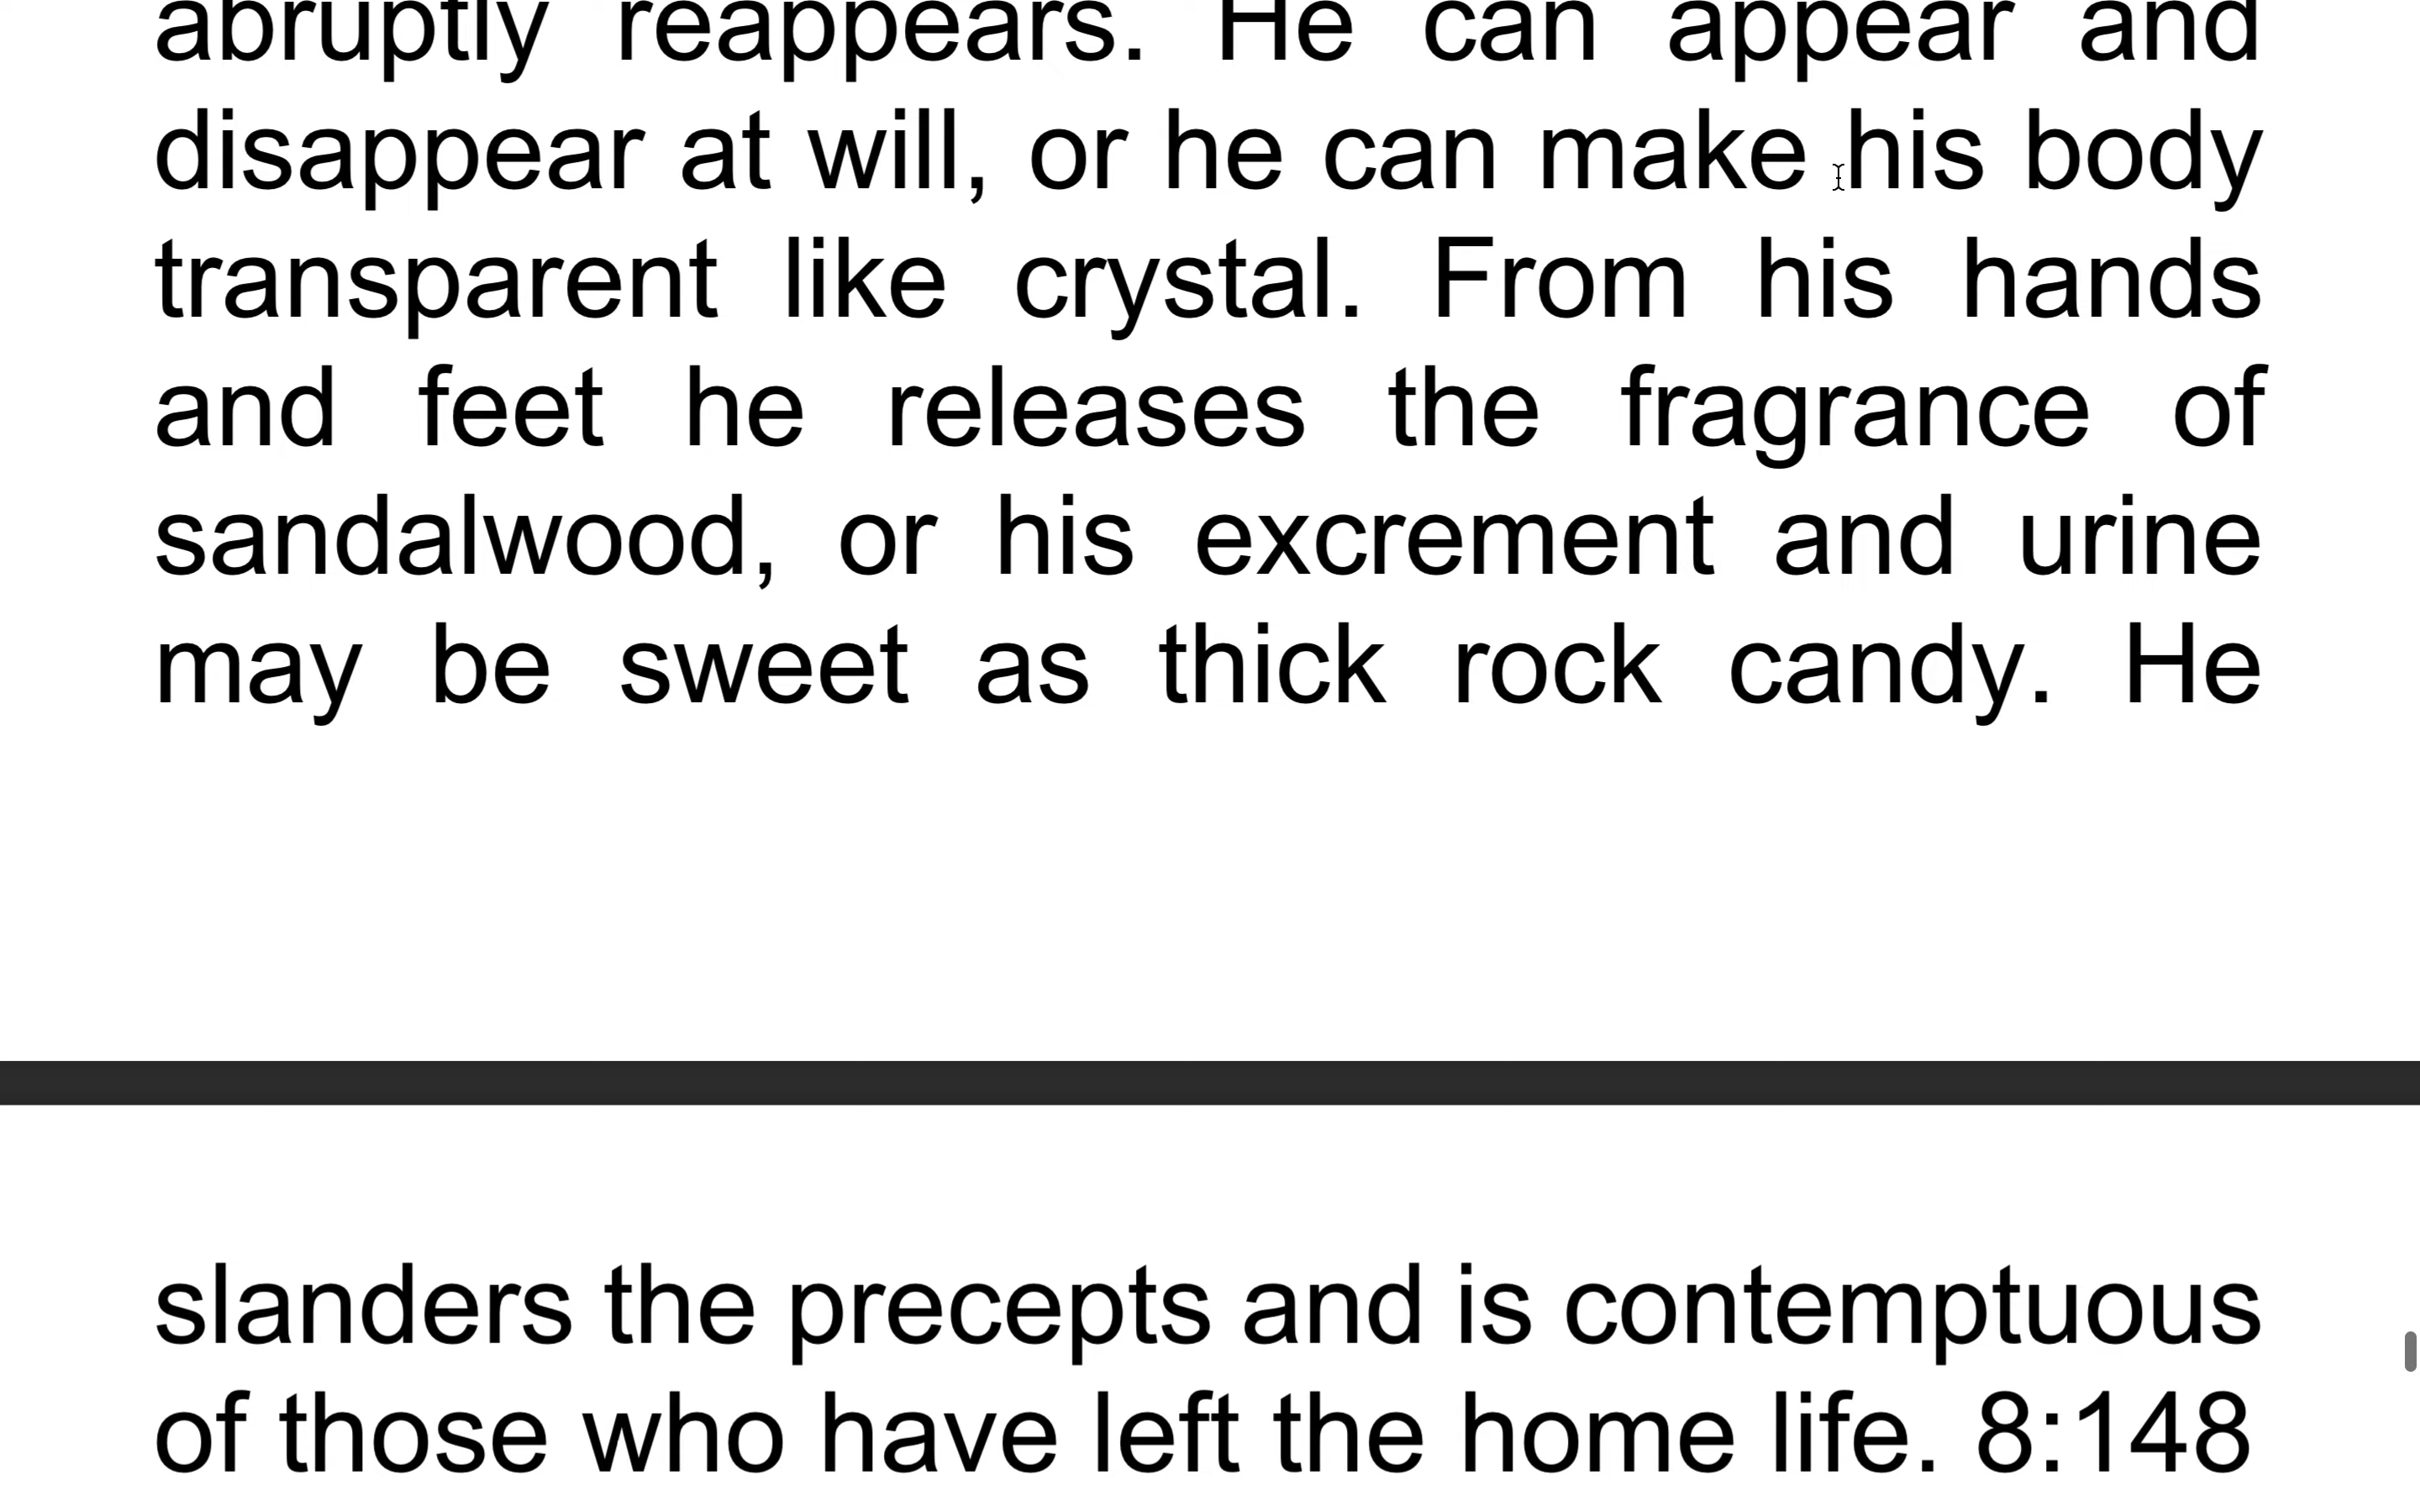 abruptly reappears. He can appear and
disappear at will, or he can make his body
transparent like crystal. From his hands
and feet he releases the fragrance of
sandalwood, or his excrement and urine
may be sweet as thick rock candy. He
slanders the precepts and is contemptuous
of those who have left the home life. 8:148